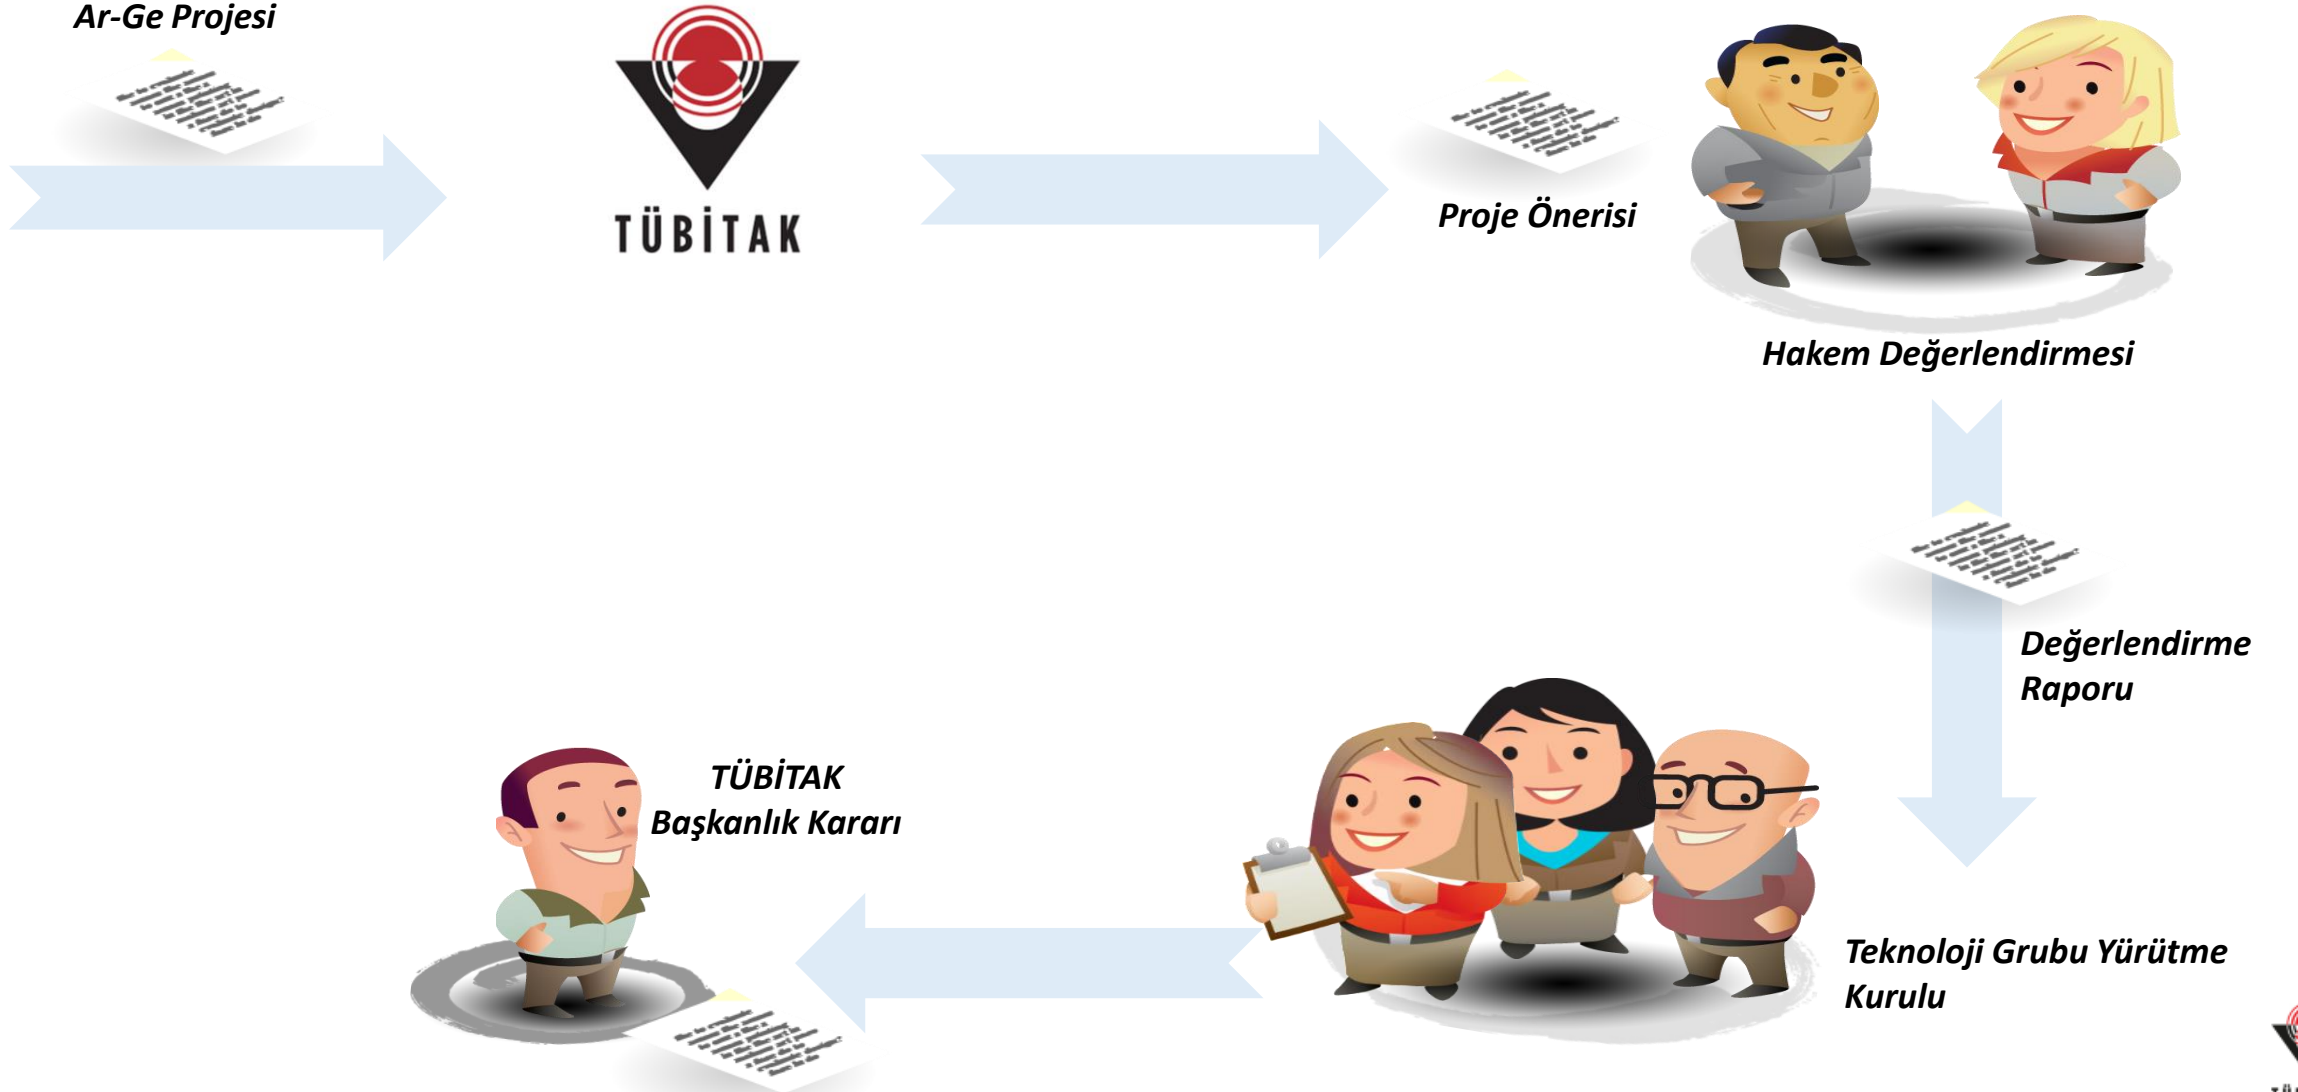 Ar-Ge Projesi
TÜBİTAK
Proje Önerisi
Hakem Değerlendirmesi
Değerlendirme
Raporu
TÜBİTAK
Başkanlık Kararı
Teknoloji Grubu Yürütme
Kurulu